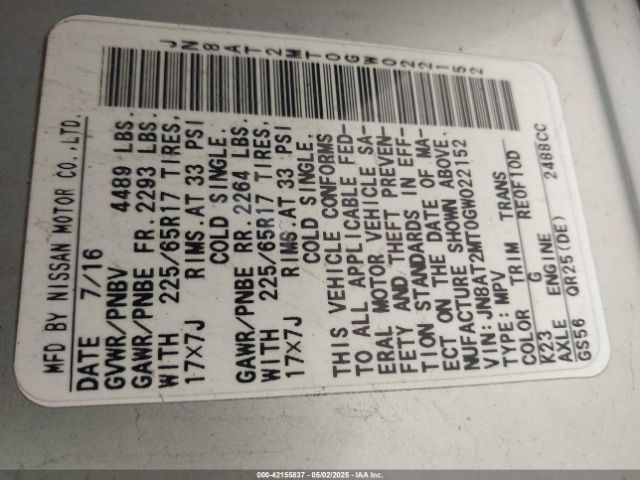 JN8AT2MT0GW022152
MFD BY NISSAN MOTOR CO.,LTD.
DATE 7/16
GVWR/PNBV 4489 LBS.
GAWR/PNBE FR. 2293 LBS.
WITH 225/65R17 TIRES,
17X7J RIMS.AT 33 PSI
COLD SINGLE.
GAWR/PNBE RR. 2264 LBS.
WITH 225/65R17 TIRES,
17X7J RIMS.AT 33 PSI
COLD SINGLE.
THIS VEHICLE CONFORMS
TO ALL APPLICABLE FED-
ERAL MOTOR VEHICLE SA-
FETY AND THEFT PREVEN-
TION STANDARDS IN EFF-
ECT ON THE DATE OF MA-
NUFACTURE SHOWN ABOVE.
VIN: JN8AT2MT0GW022152
TYPE: MPV
COLOR TRIM TRANS
K23 G RE0F10D
AXLE ENGINE 2488CC
GS56 QR25(DE)
000-42155837 - 05/02/2025 - IAA Inc.